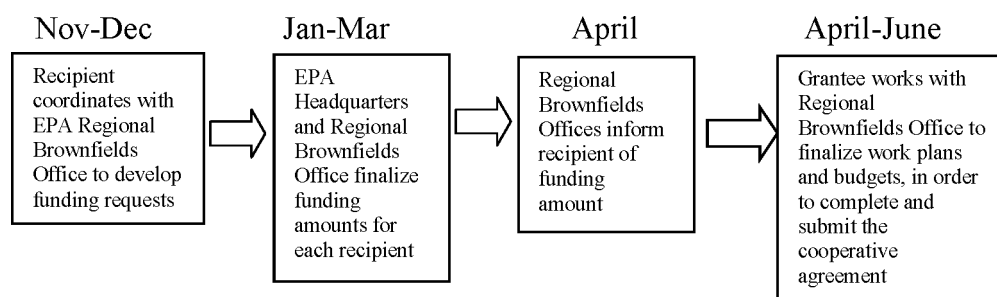 Nov-Dec
Recipient
coordinates with
EPA Regional
Brownfields
Office to develop
funding requests
Jan-Mar
EPA
Headquarters
and Regional
Brownfields
Office finalize
funding
amounts for
each recipient
April
Regional
Brownfields
Offices inform
recipient of
funding
amount
April-June
Grantee works with
Regional
Brownfields Office to
finalize work plans
and budgets, in order
to complete and
submit the
cooperative
agreement